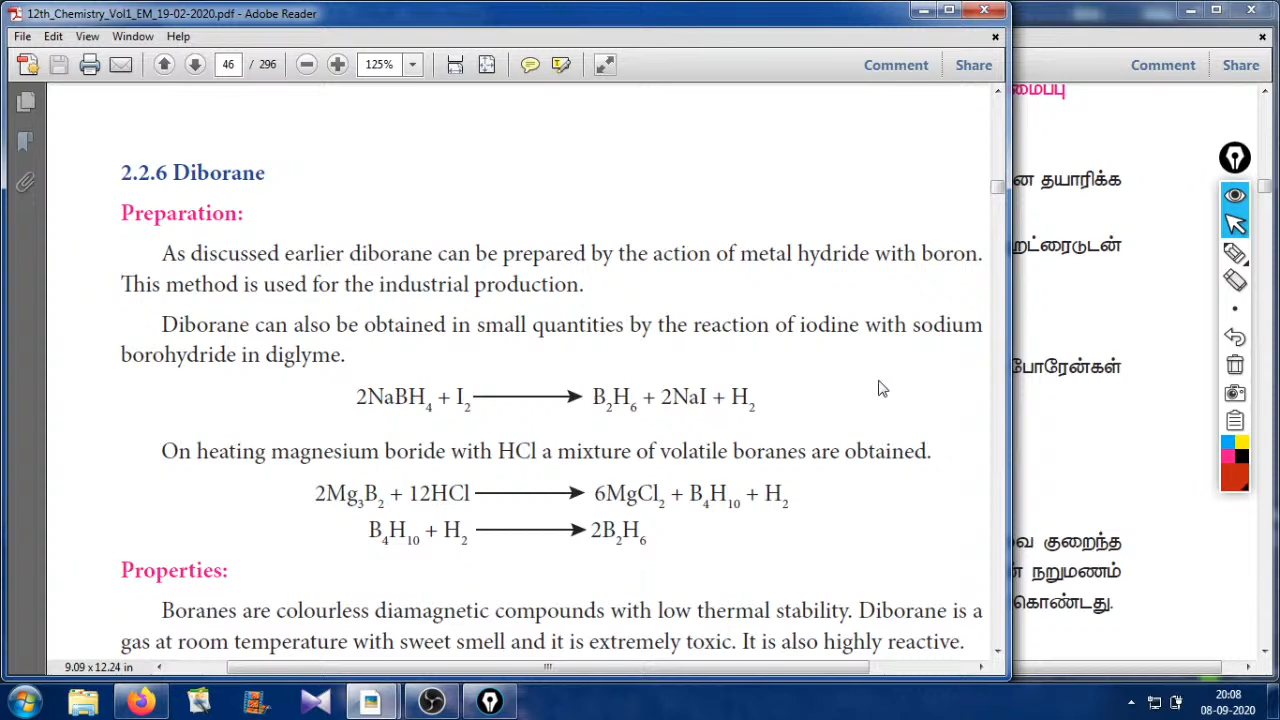 12th_Chemistry_Vol1_EM_19-02-2020.pdf - Adobe Reader
File Edit View Window Help
46 / 296 125% Comment Share
Comment Share
2.2.6 Diborane
Preparation:
As discussed earlier diborane can be prepared by the action of metal hydride with boron.
This method is used for the industrial production.
Diborane can also be obtained in small quantities by the reaction of iodine with sodium
borohydride in diglyme.
2NaBH₄ + I₂ ⟶ B₂H₆ + 2NaI + H₂
On heating magnesium boride with HCl a mixture of volatile boranes are obtained.
2Mg₃B₂ + 12HCl ⟶ 6MgCl₂ + B₄H₁₀ + H₂
B₄H₁₀ + H₂ ⟶ 2B₂H₆
Properties:
Boranes are colourless diamagnetic compounds with low thermal stability. Diborane is a
gas at room temperature with sweet smell and it is extremely toxic. It is also highly reactive.
9.09 x 12.24 in
தயாரிக்க
போரேன்கள்
குறைந்த
நறுமணம்
கொண்டது.
20:08
08-09-2020